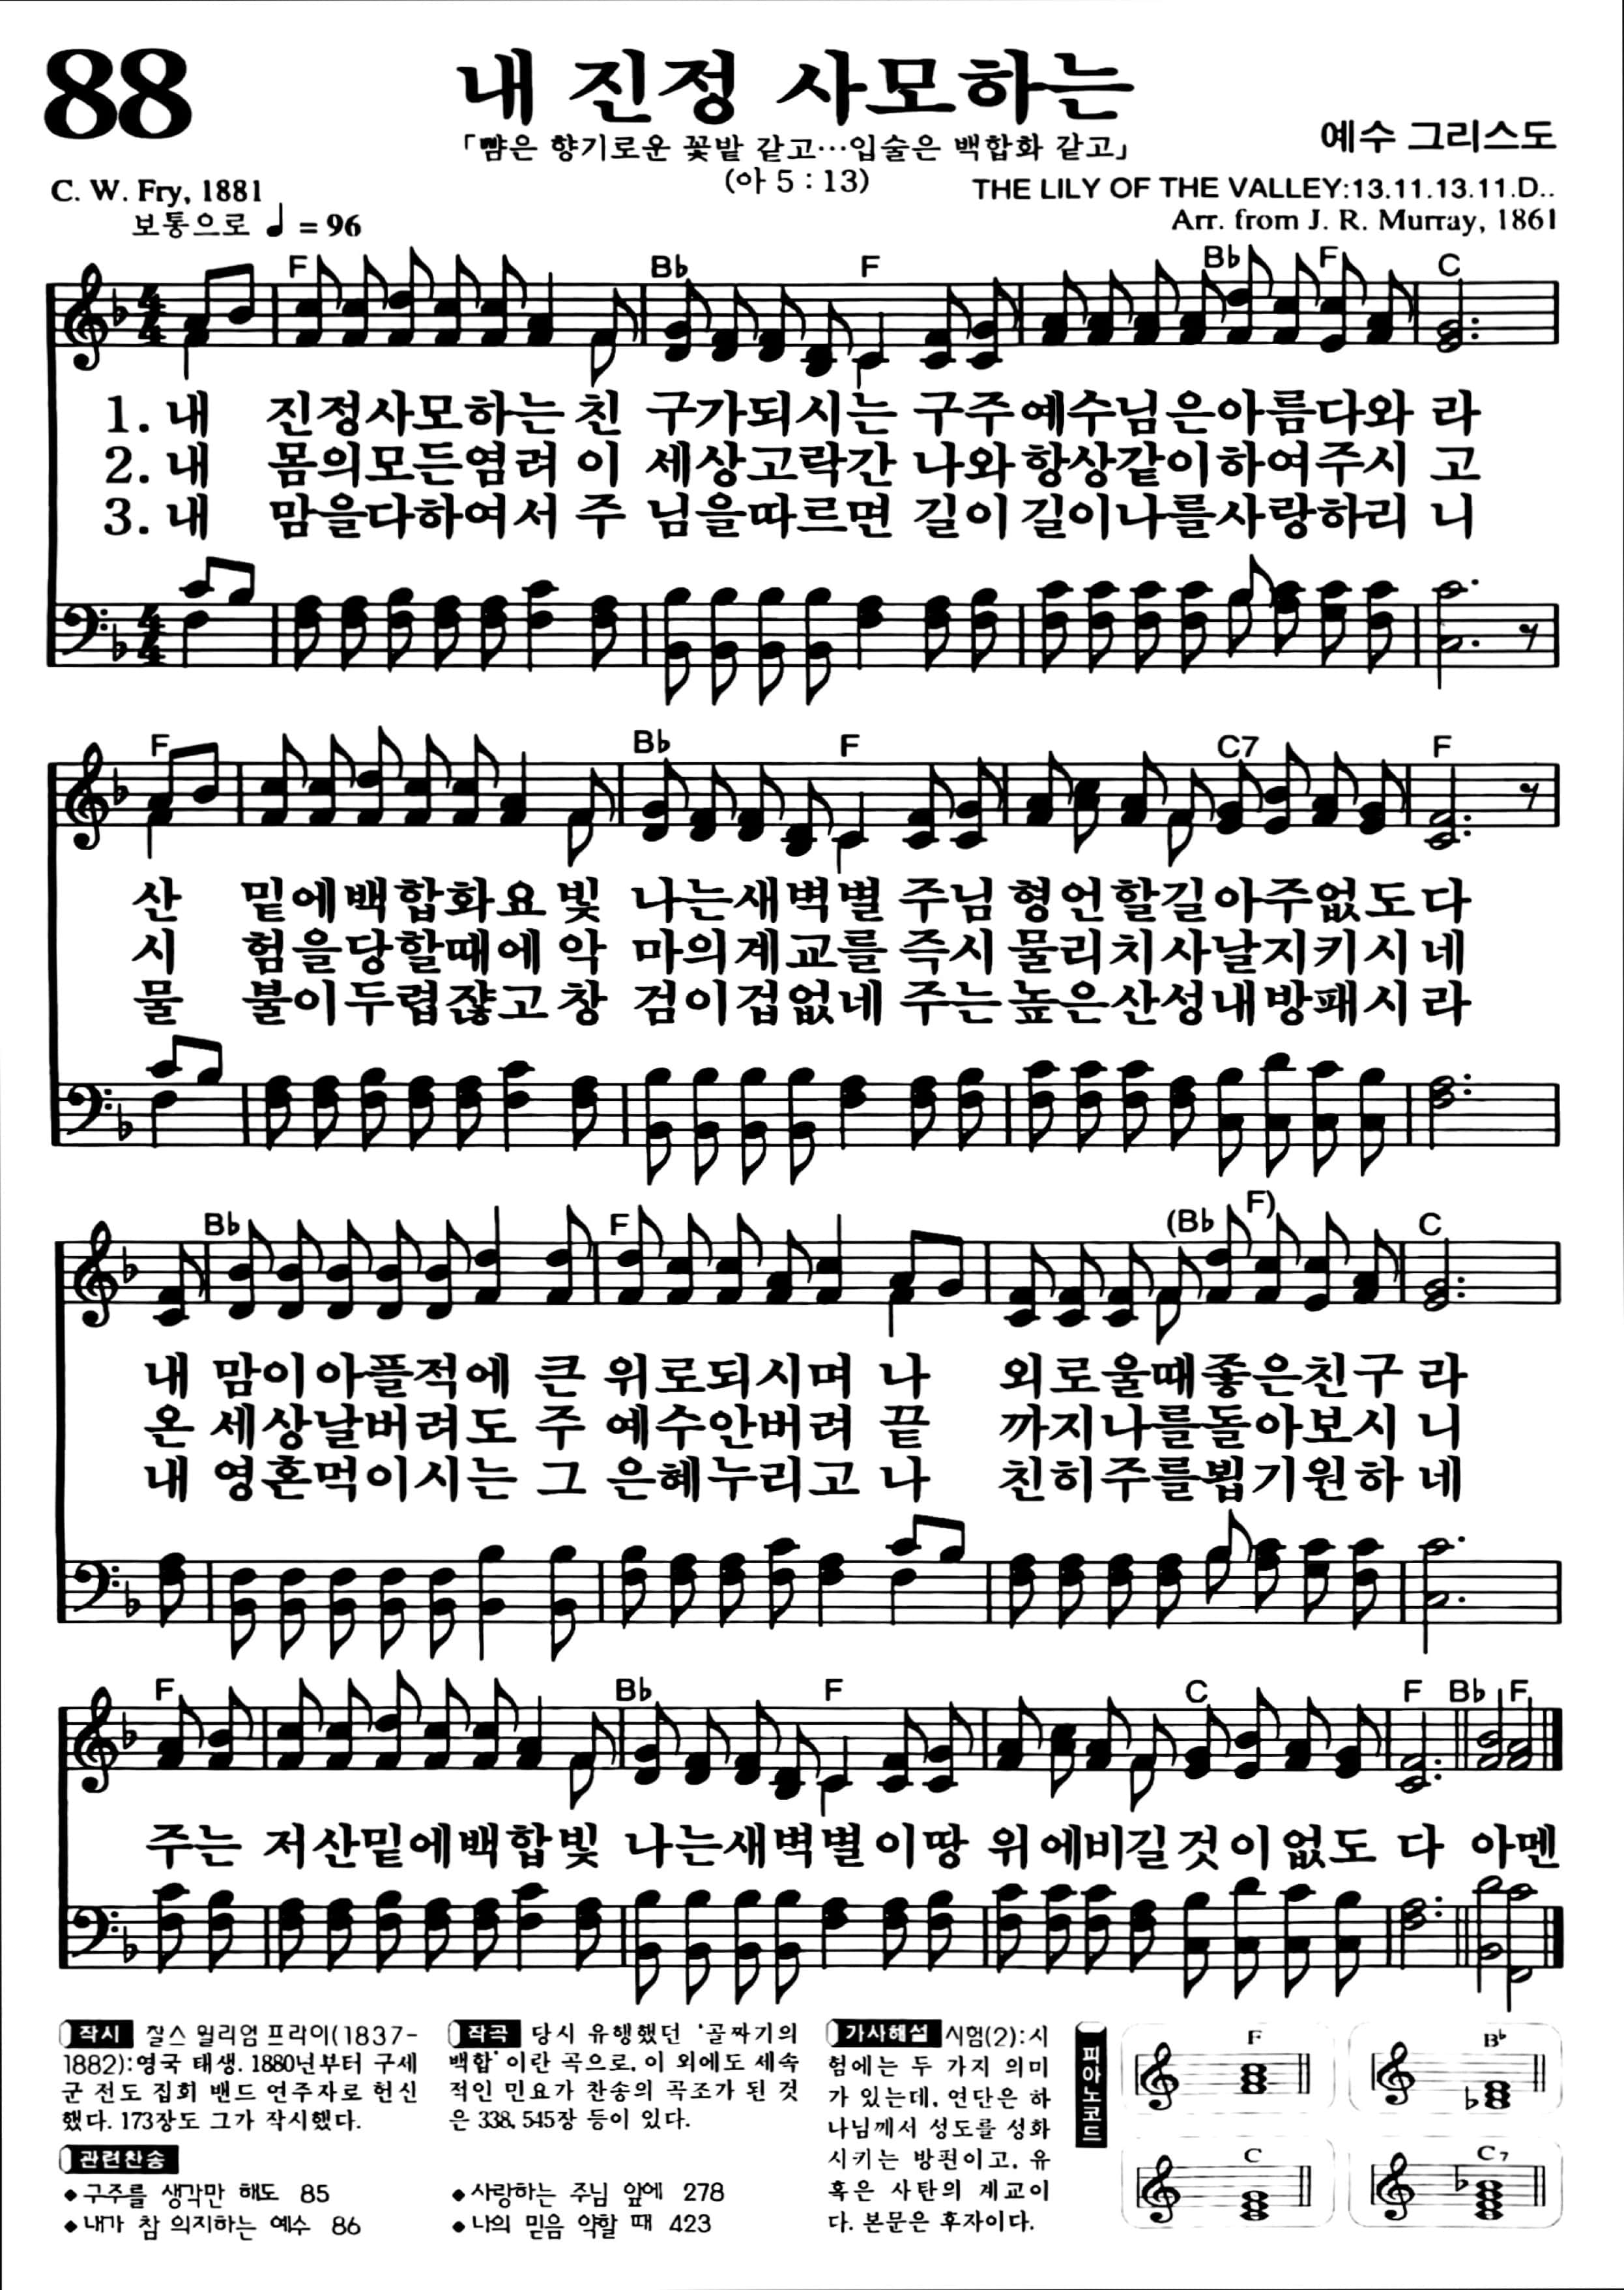 88
내 진정 사모하는
「뺨은 향기로운 꽃밭 같고…입술은 백합화 같고」
(아 5 : 13)
예수 그리스도
C. W. Fry, 1881
THE LILY OF THE VALLEY:13.11.13.11.D..
보통으로 ♩ = 96
Arr. from J. R. Murray, 1861
F B♭ F B♭ F C
4/4
1. 내 진정사모하는 친 구가되시는 구주예수님은아름다와 라
2. 내 몸의모든염려 이 세상고락간 나와항상같이하여주시 고
3. 내 맘을다하여서 주 님을따르면 길이길이나를사랑하리 니
4/4
F B♭ F C7 F
산 밑에백합화요 빛 나는새벽별 주님 형언할길아주없도다
시 험을당할때에 악 마의계교를 즉시 물리치사날지키시네
물 불이두렵쟎고 창 검이겁없네 주는높은산성내방패시라
B♭ F (B♭ F) C
내 맘이아플적에 큰 위로되시며 나 외로울때좋은친구 라
온 세상날버려도 주 예수안버려 끝 까지나를돌아보시 니
내 영혼먹이시는 그 은혜누리고 나 친히주를뵙기원하 네
F B♭ F C F B♭ F
주는 저산밑에백합빛 나는새벽별이땅 위에비길것이없도 다 아멘
작시 찰스 윌리엄 프라이(1837-
1882):영국 태생. 1880년부터 구세
군 전도 집회 밴드 연주자로 헌신
했다. 173장도 그가 작시했다.
관련찬송
◆구주를 생각만 해도 85
◆내가 참 의지하는 예수 86
작곡 당시 유행했던 ‘골짜기의
백합’이란 곡으로, 이 외에도 세속
적인 민요가 찬송의 곡조가 된 것
은 338, 545장 등이 있다.
◆사랑하는 주님 앞에 278
◆나의 믿음 약할 때 423
가사해설 시험(2):시
험에는 두 가지 의미
가 있는데, 연단은 하
나님께서 성도를 성화
시키는 방편이고, 유
혹은 사탄의 계교이
다. 본문은 후자이다.
피아노코드
F
B♭
C
C7